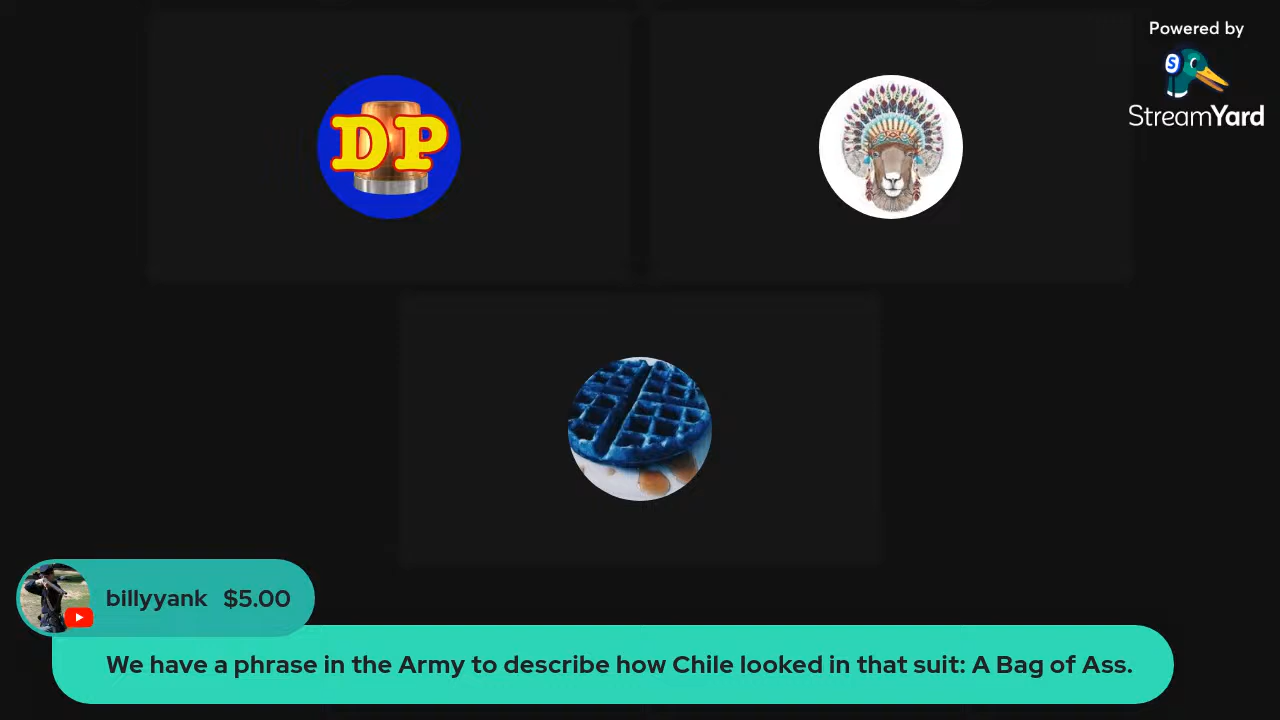 Powered by
S
StreamYard
DP
billyyank $5.00
We have a phrase in the Army to describe how Chile looked in that suit: A Bag of Ass.